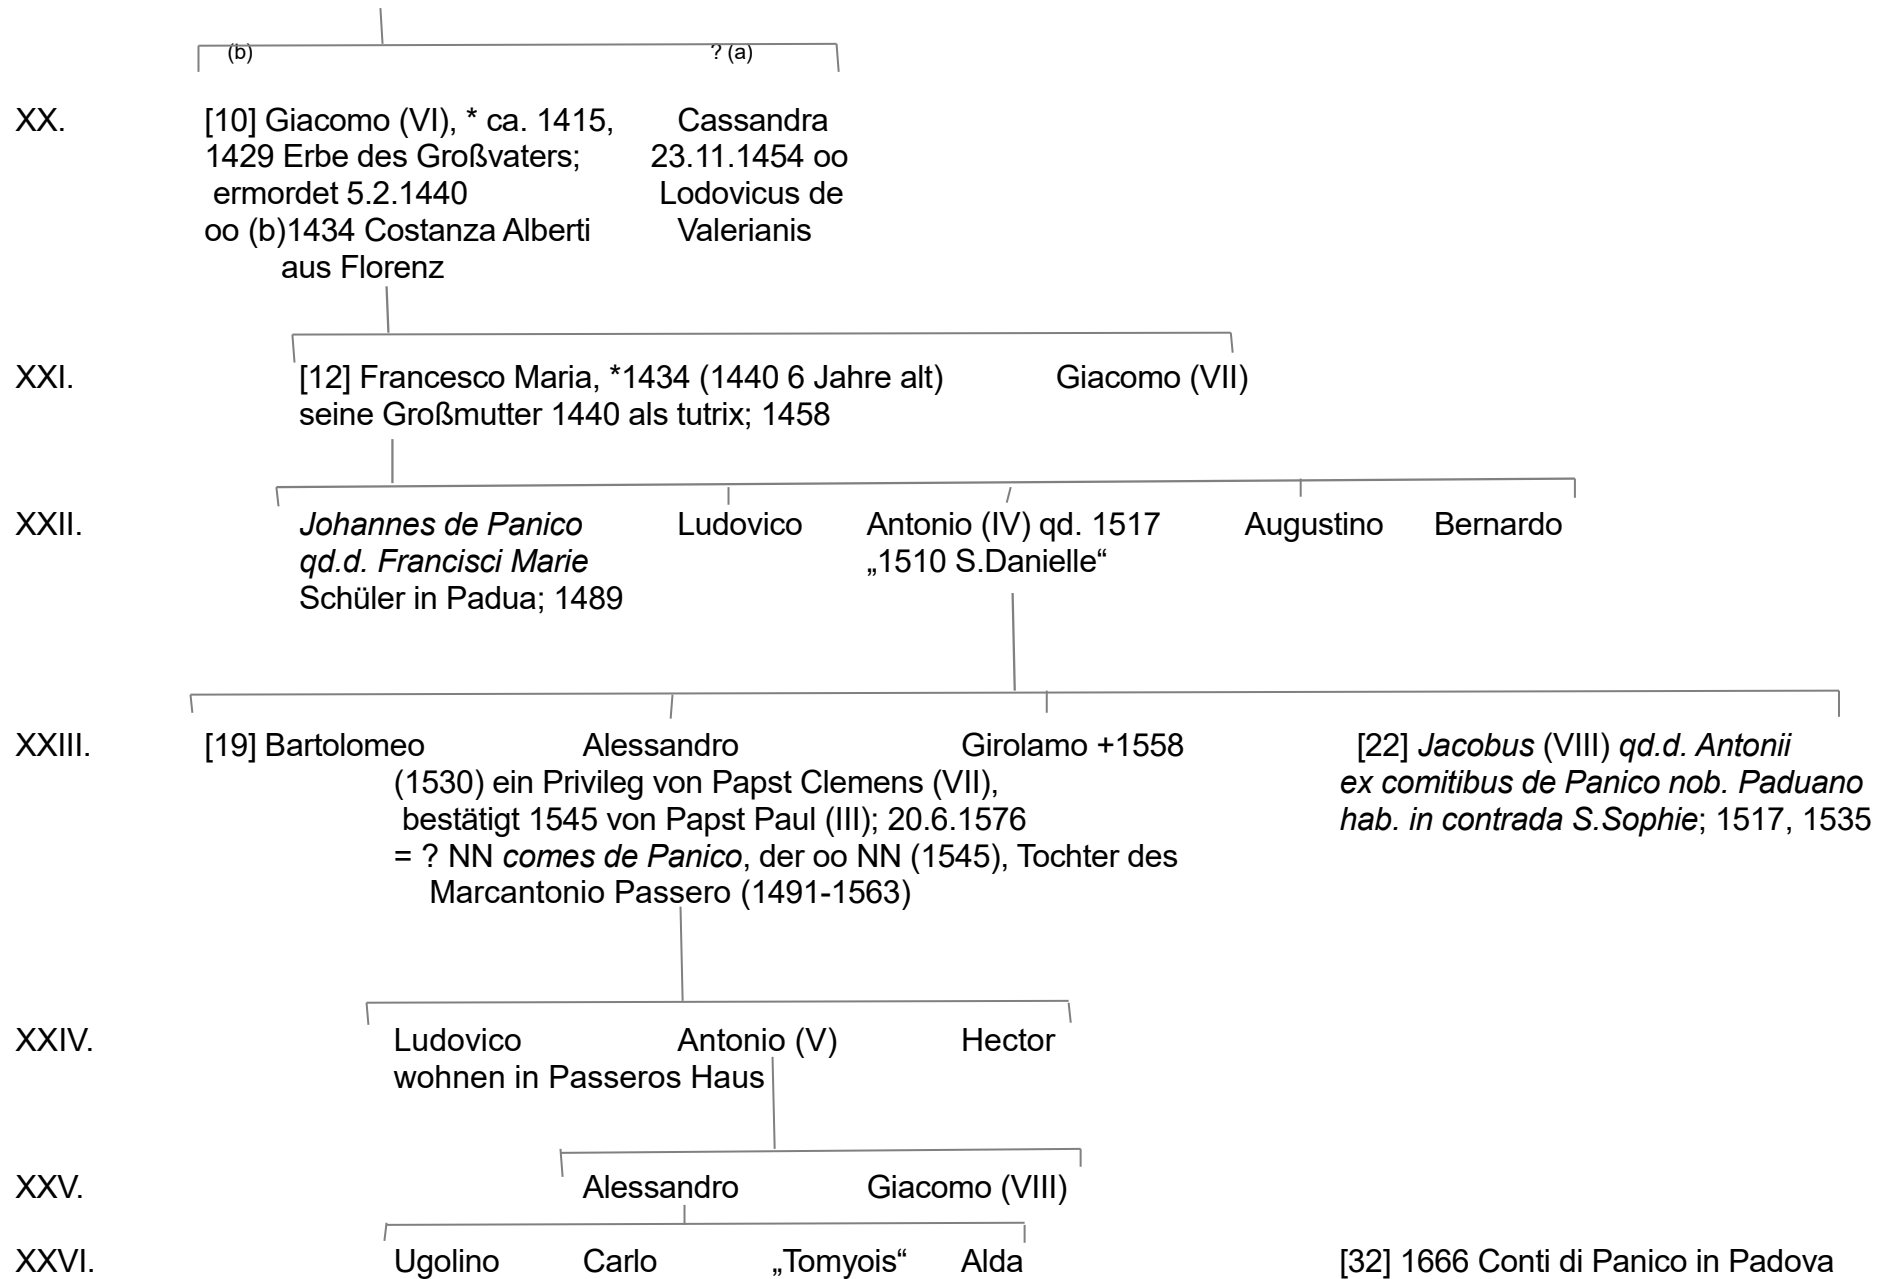 (b) ? (a)
XX. [10] Giacomo (VI), * ca. 1415, Cassandra
1429 Erbe des Großvaters; 23.11.1454 oo
ermordet 5.2.1440 Lodovicus de
oo (b)1434 Costanza Alberti Valerianis
aus Florenz
XXI. [12] Francesco Maria, *1434 (1440 6 Jahre alt) Giacomo (VII)
seine Großmutter 1440 als tutrix; 1458
XXII. Johannes de Panico Ludovico Antonio (IV) qd. 1517 Augustino Bernardo
qd.d. Francisci Marie „1510 S.Danielle“
Schüler in Padua; 1489
XXIII. [19] Bartolomeo Alessandro Girolamo +1558 [22] Jacobus (VIII) qd.d. Antonii
(1530) ein Privileg von Papst Clemens (VII), ex comitibus de Panico nob. Paduano
bestätigt 1545 von Papst Paul (III); 20.6.1576 hab. in contrada S.Sophie; 1517, 1535
= ? NN comes de Panico, der oo NN (1545), Tochter des
Marcantonio Passero (1491-1563)
XXIV. Ludovico Antonio (V) Hector
wohnen in Passeros Haus
XXV. Alessandro Giacomo (VIII)
XXVI. Ugolino Carlo „Tomyois“ Alda [32] 1666 Conti di Panico in Padova